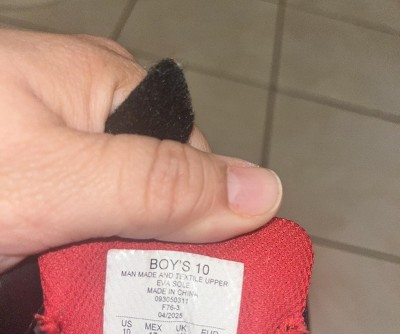 BOY'S 10
MAN MADE AND TEXTILE UPPER
EVA SOLE
MADE IN CHINA
093050311
F76-3
04/2025
US MEX UK EUR
10